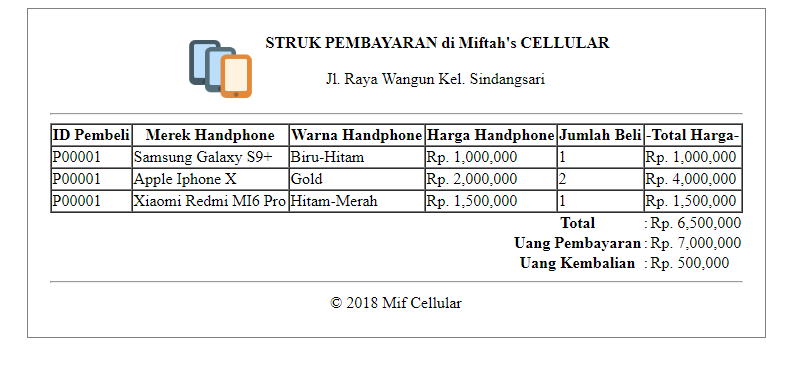 STRUK PEMBAYARAN di Miftah's CELLULAR
Jl. Raya Wangun Kel. Sindangsari
ID Pembeli Merek Handphone Warna Handphone Harga Handphone Jumlah Beli -Total Harga-
P00001 Samsung Galaxy S9+ Biru-Hitam Rp. 1,000,000 1 Rp. 1,000,000
P00001 Apple Iphone X Gold Rp. 2,000,000 2 Rp. 4,000,000
P00001 Xiaomi Redmi MI6 Pro Hitam-Merah Rp. 1,500,000 1 Rp. 1,500,000
Total : Rp. 6,500,000
Uang Pembayaran : Rp. 7,000,000
Uang Kembalian : Rp. 500,000
© 2018 Mif Cellular